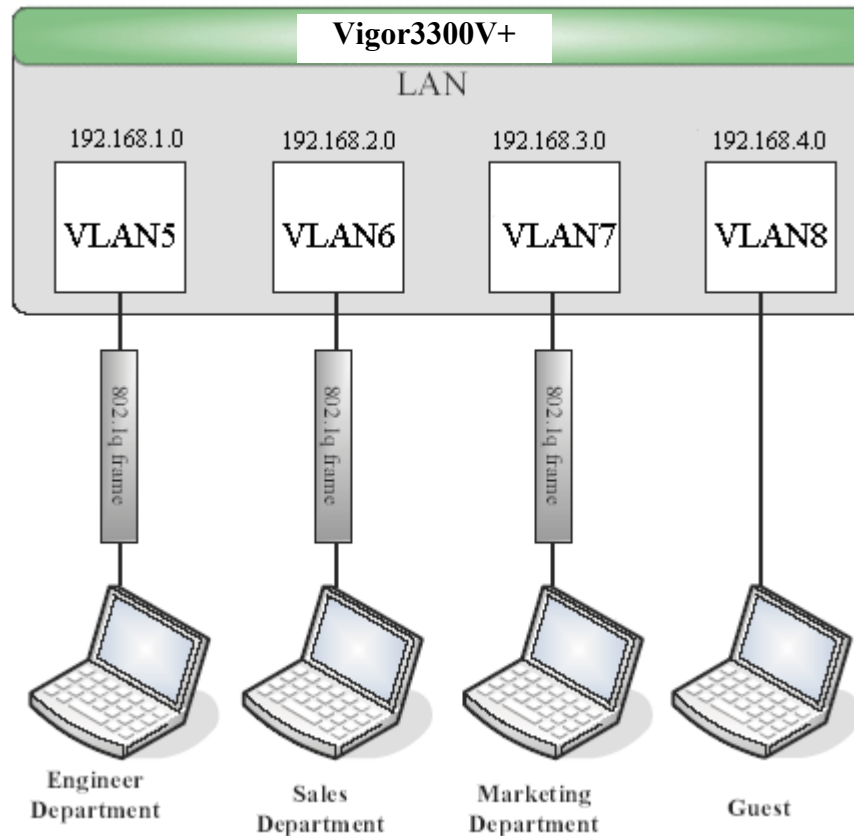 Vigor3300V+
LAN
192.168.1.0
192.168.2.0
192.168.3.0
192.168.4.0
VLAN5
VLAN6
VLAN7
VLAN8
802.1q frame
802.1q frame
802.1q frame
Engineer
Department
Sales
Department
Marketing
Department
Guest